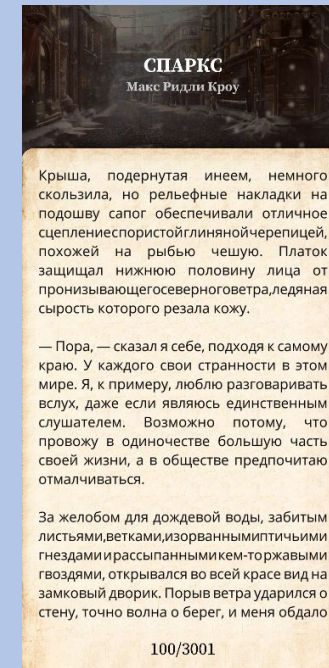 СПАРКС
Макс Ридли Кроу
Крыша, подернутая инеем, немного
скользила, но рельефные накладки на
подошву сапог обеспечивали отличное
сцеплениеспористойглинянойчерепицей,
похожей на рыбью чешую. Платок
защищал нижнюю половину лица от
пронизывающегосеверноговетра,ледяная
сырость которого резала кожу.
— Пора, — сказал я себе, подходя к самому
краю. У каждого свои странности в этом
мире. Я, к примеру, люблю разговаривать
вслух, даже если являюсь единственным
слушателем. Возможно потому, что
провожу в одиночестве большую часть
своей жизни, а в обществе предпочитаю
отмалчиваться.
За желобом для дождевой воды, забитым
листьями,ветками,изорваннымиптичьими
гнездамиирассыпаннымикем-торжавыми
гвоздями, открывался во всей красе вид на
замковый дворик. Порыв ветра ударился о
стену, точно волна о берег, и меня обдало
100/3001